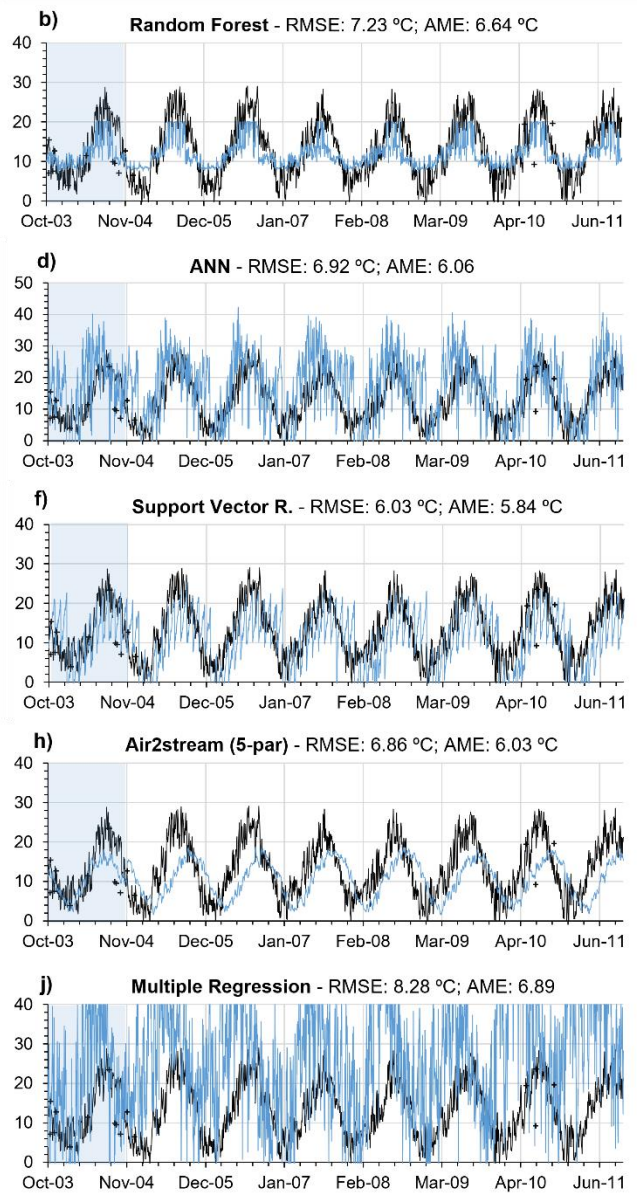 b) Random Forest - RMSE: 7.23 ºC; AME: 6.64 ºC
40
30
20
10
0
Oct-03 Nov-04 Dec-05 Jan-07 Feb-08 Mar-09 Apr-10 Jun-11
d) ANN - RMSE: 6.92 ºC; AME: 6.06
50
40
30
20
10
0
Oct-03 Nov-04 Dec-05 Jan-07 Feb-08 Mar-09 Apr-10 Jun-11
f) Support Vector R. - RMSE: 6.03 ºC; AME: 5.84 ºC
40
30
20
10
0
Oct-03 Nov-04 Dec-05 Jan-07 Feb-08 Mar-09 Apr-10 Jun-11
h) Air2stream (5-par) - RMSE: 6.86 ºC; AME: 6.03 ºC
40
30
20
10
0
Oct-03 Nov-04 Dec-05 Jan-07 Feb-08 Mar-09 Apr-10 Jun-11
j) Multiple Regression - RMSE: 8.28 ºC; AME: 6.89
40
30
20
10
0
Oct-03 Nov-04 Dec-05 Jan-07 Feb-08 Mar-09 Apr-10 Jun-11